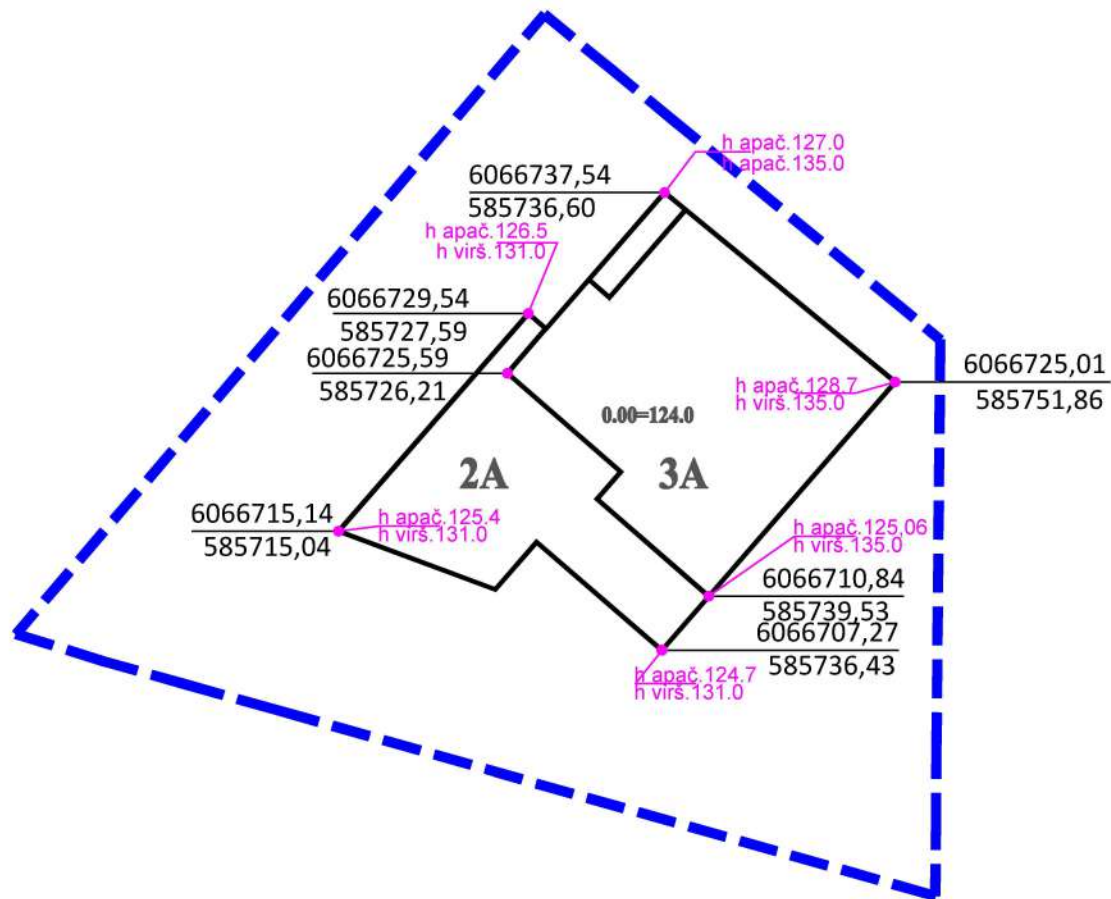 h apač.127.0
h apač.135.0
6066737,54
585736,60
h apač.126.5
h virš.131.0
6066729,54
585727,59
6066725,59
585726,21
6066725,01
585751,86
h apač.128.7
h virš.135.0
0.00=124.0
2A
3A
6066715,14
585715,04
h apač.125.4
h virš.131.0
h apač.125,06
h virš.135.0
6066710,84
585739,53
6066707,27
585736,43
h apač.124.7
h virš.131.0